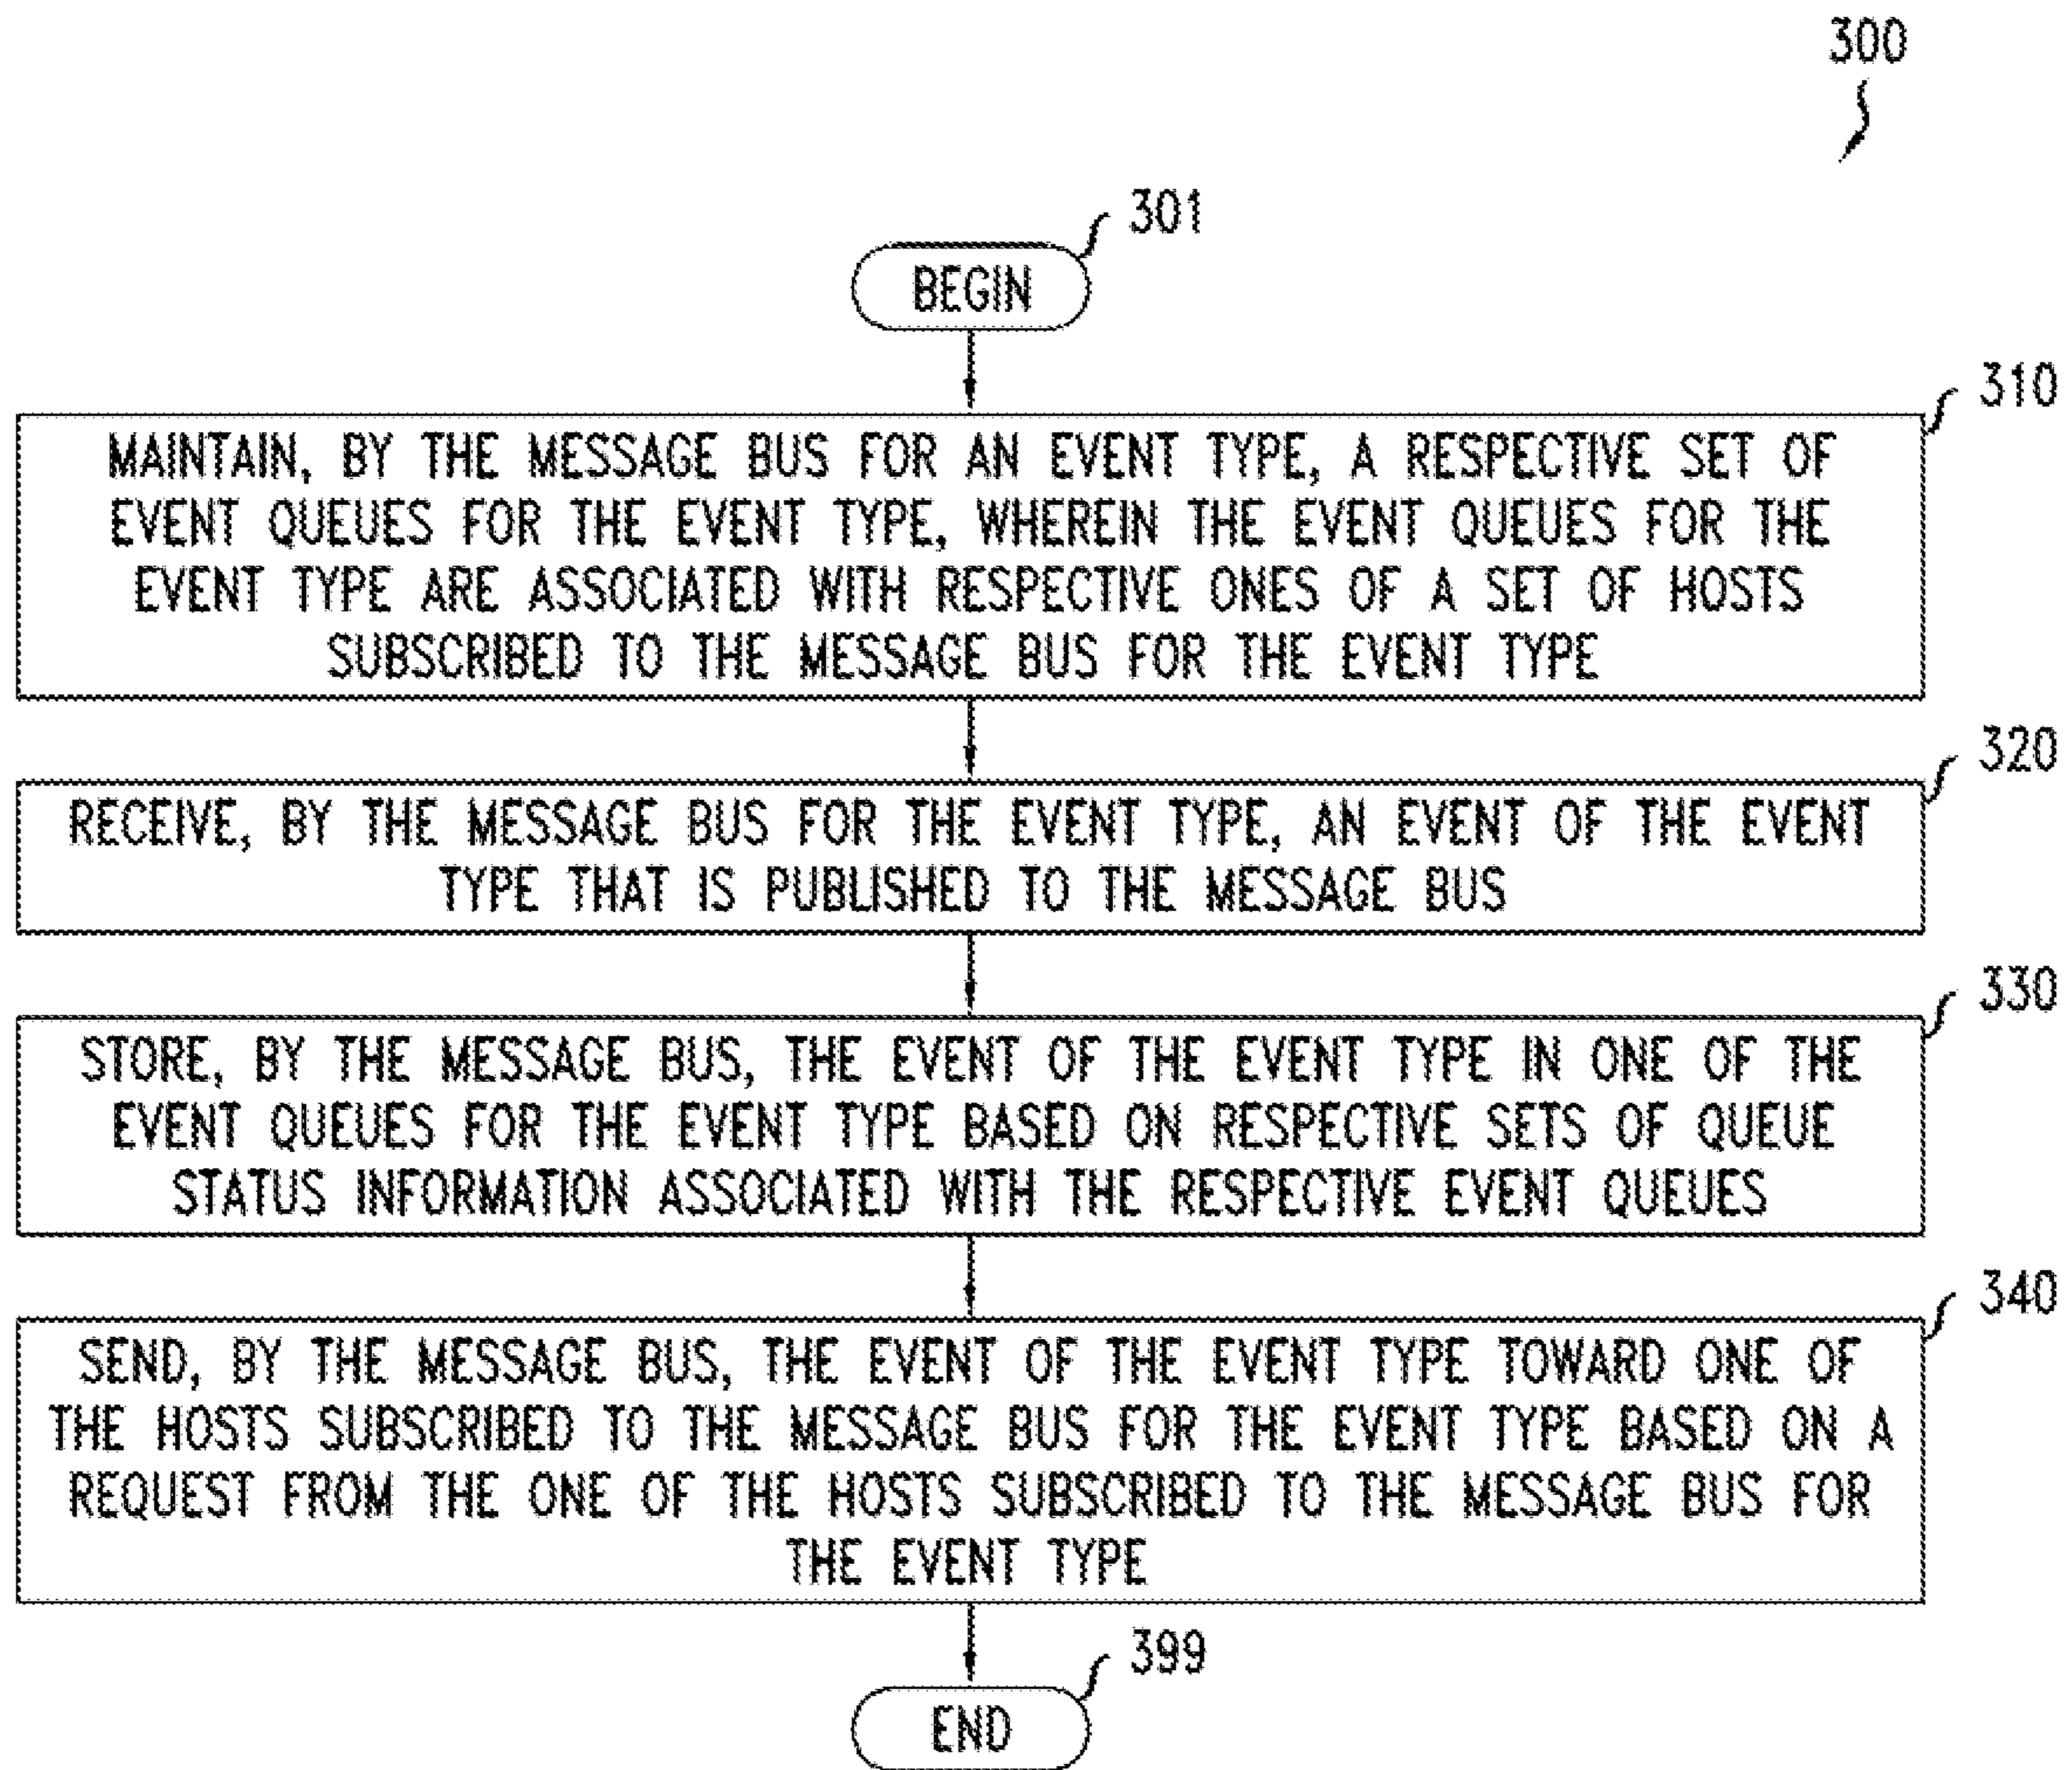 300
301
BEGIN
310
MAINTAIN, BY THE MESSAGE BUS FOR AN EVENT TYPE, A RESPECTIVE SET OF
EVENT QUEUES FOR THE EVENT TYPE, WHEREIN THE EVENT QUEUES FOR THE
EVENT TYPE ARE ASSOCIATED WITH RESPECTIVE ONES OF A SET OF HOSTS
SUBSCRIBED TO THE MESSAGE BUS FOR THE EVENT TYPE
320
RECEIVE, BY THE MESSAGE BUS FOR THE EVENT TYPE, AN EVENT OF THE EVENT
TYPE THAT IS PUBLISHED TO THE MESSAGE BUS
330
STORE, BY THE MESSAGE BUS, THE EVENT OF THE EVENT TYPE IN ONE OF THE
EVENT QUEUES FOR THE EVENT TYPE BASED ON RESPECTIVE SETS OF QUEUE
STATUS INFORMATION ASSOCIATED WITH THE RESPECTIVE EVENT QUEUES
340
SEND, BY THE MESSAGE BUS, THE EVENT OF THE EVENT TYPE TOWARD ONE OF
THE HOSTS SUBSCRIBED TO THE MESSAGE BUS FOR THE EVENT TYPE BASED ON A
REQUEST FROM THE ONE OF THE HOSTS SUBSCRIBED TO THE MESSAGE BUS FOR
THE EVENT TYPE
399
END